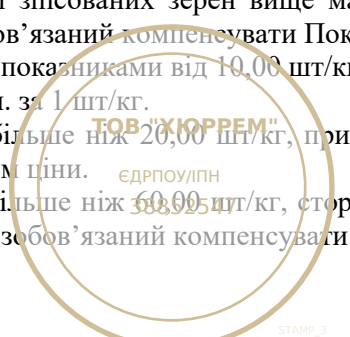 зіпсованих зерен вище
ов’язаний компенсувати Пок
показниками від 10,00 шт/кг
н. за 1 шт/кг.
більше ніж 20,00 шт/кг, при
м ціни.
більше ніж 60,00 шт/кг, стор
зобов’язаний компенсувати
ТОВ "ХЮРРЕМ"
ЄДРПОУ/ІПН
38852547
STAMP_3